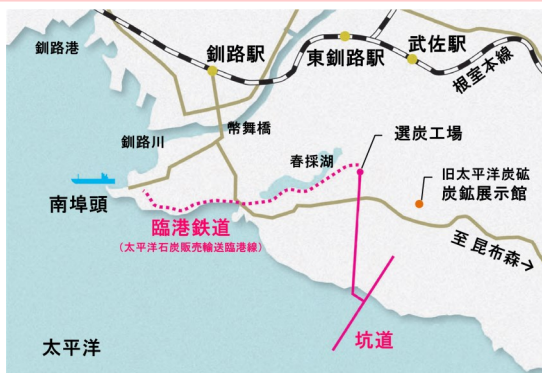 釧路港
釧路駅
東釧路駅
武佐駅
根室本線
幣舞橋
釧路川
春採湖
選炭工場
南埠頭
旧太平洋炭砿
炭鉱展示館
臨港鉄道
(太平洋石炭販売輸送臨港線)
至 昆布森→
坑道
太平洋